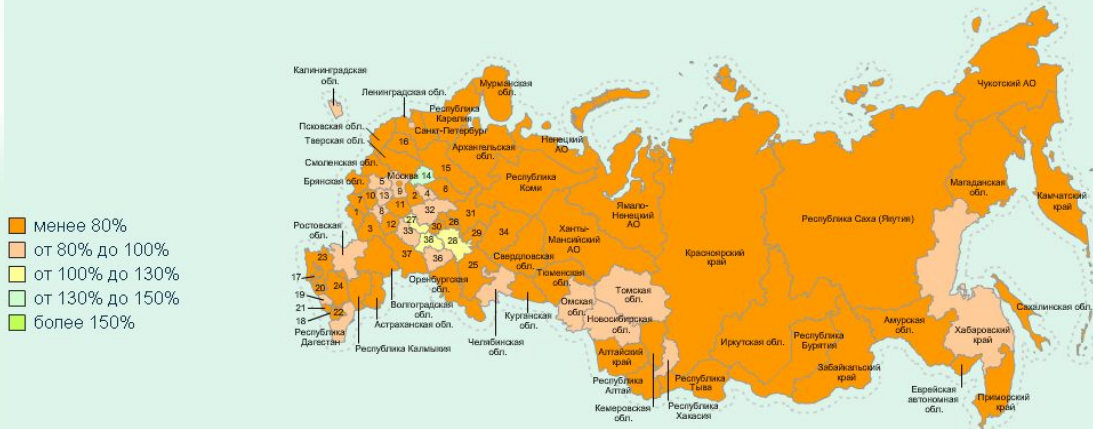 менее 80%
от 80% до 100%
от 100% до 130%
от 130% до 150%
более 150%
Калининградская
обл.
Ленинградская обл.
Мурманская
обл.
Республика
Карелия
Псковская обл.
Санкт-Петербург
Тверская обл.
16
Архангельская
обл.
Ненецкий
АО
Смоленская обл.
15
Брянская обл.
Москва 14
5
9
6
Республика
Коми
7
10
13
2
4
1
8
11
32
31
3
12
27
30
26
33
38
28
29
34
37
36
25
Ямало-
Ненецкий
АО
Ханты-
Мансийский
АО
Ростовская
обл.
23
17
20
24
19
21
22
18
Республика
Дагестан
Республика Калмыкия
Астраханская обл.
Волгоградская
обл.
Оренбургская
обл.
Свердловская
обл.
Тюменская
обл.
Челябинская
обл.
Курганская
обл.
Омская
обл.
Томская
обл.
Новосибирская
обл.
Алтайский
край
Республика
Алтай
Кемеровская
обл.
Республика
Хакасия
Республика
Тыва
Красноярский
край
Иркутская обл.
Республика
Бурятия
Забайкальский
край
Республика Саха (Якутия)
Амурская
обл.
Еврейская
автономная
обл.
Хабаровский
край
Приморский
край
Сахалинская обл.
Магаданская
обл.
Камчатский
край
Чукотский АО